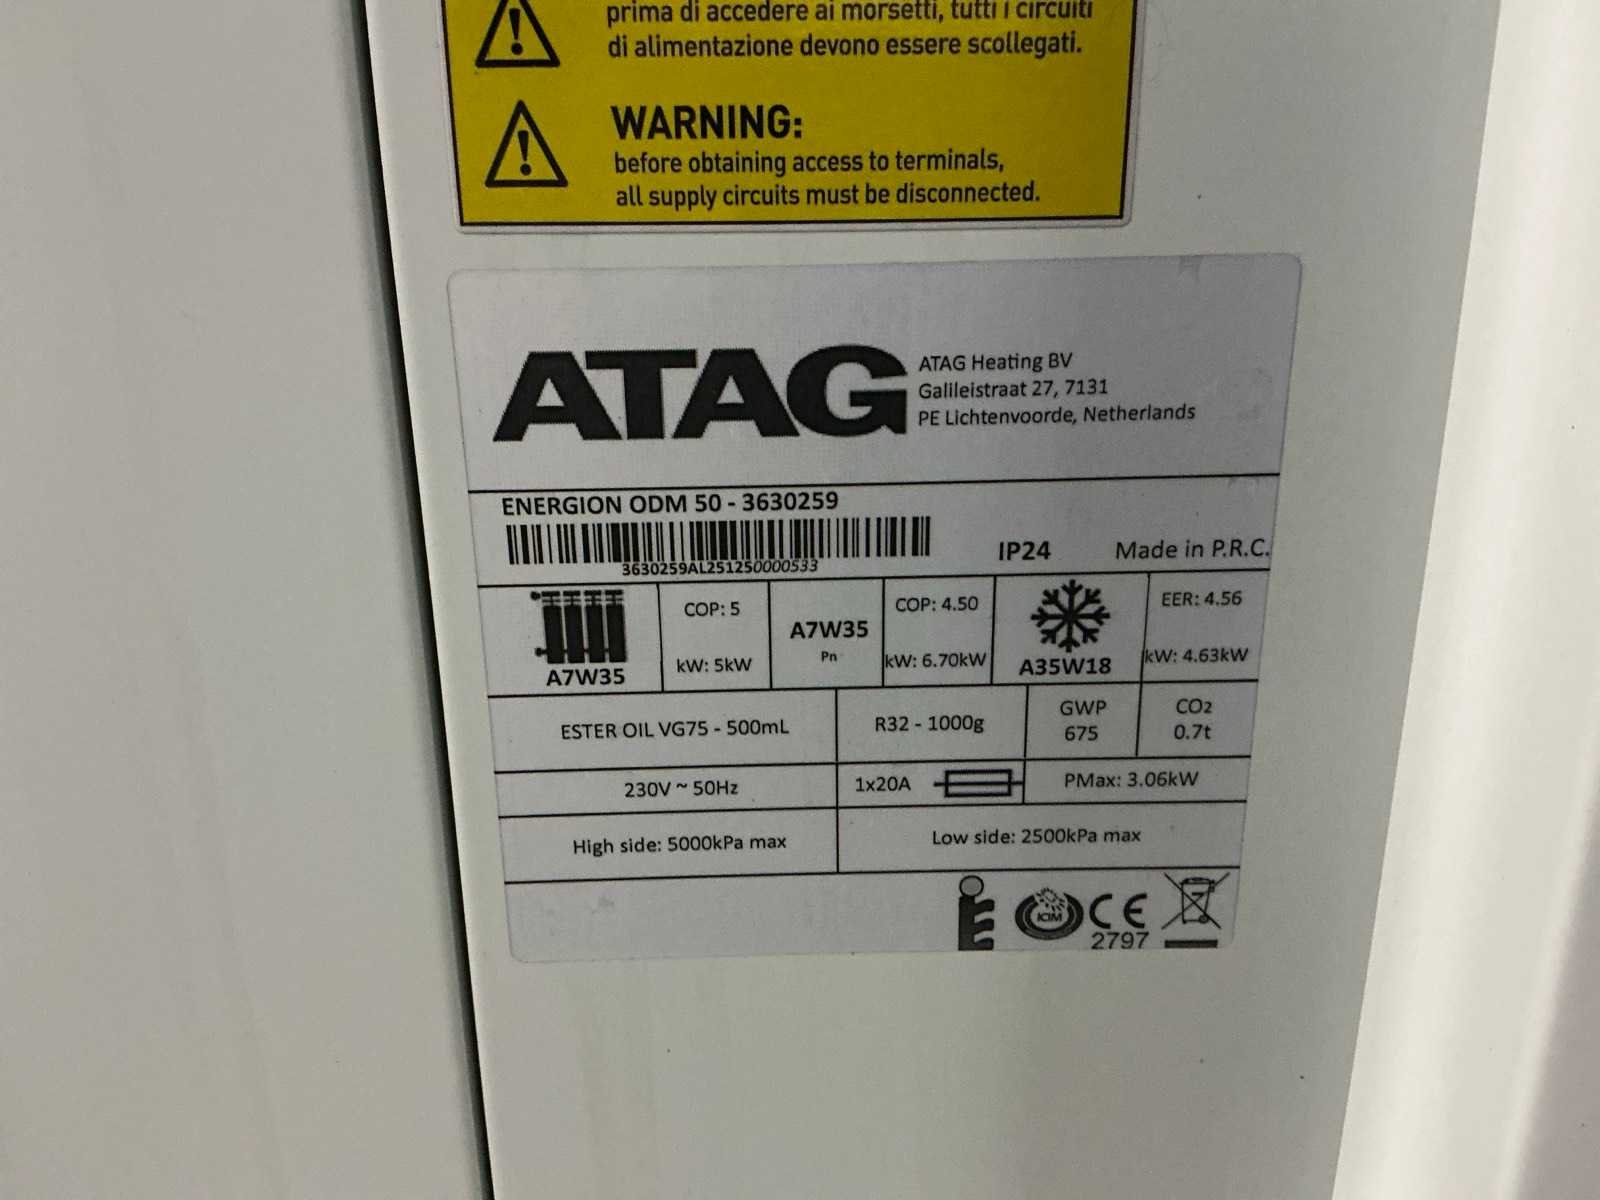 prima di accedere ai morsetti, tutti i circuiti
di alimentazione devono essere scollegati.
WARNING:
before obtaining access to terminals,
all supply circuits must be disconnected.
ATAG
ATAG Heating BV
Galileistraat 27, 7131
PE Lichtenvoorde, Netherlands
ENERGION ODM 50 - 3630259
3630259AL251250000533
IP24
Made in P.R.C.
A7W35
COP: 5
kW: 5kW
A7W35
Pn
COP: 4.50
kW: 6.70kW
A35W18
EER: 4.56
kW: 4.63kW
ESTER OIL VG75 - 500mL
R32 - 1000g
GWP
675
CO2
0.7t
230V ~ 50Hz
1x20A
PMax: 3.06kW
High side: 5000kPa max
Low side: 2500kPa max
ICIM
CE
2797